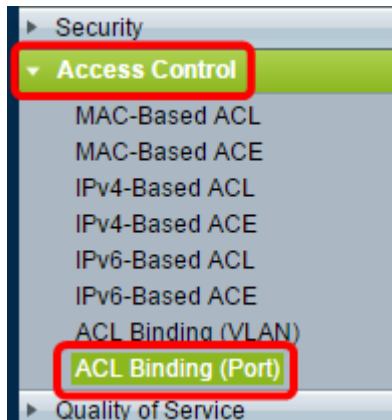 Security
Access Control
MAC-Based ACL
MAC-Based ACE
IPv4-Based ACL
IPv4-Based ACE
IPv6-Based ACL
IPv6-Based ACE
ACL Binding (VLAN)
ACL Binding (Port)
Quality of Service